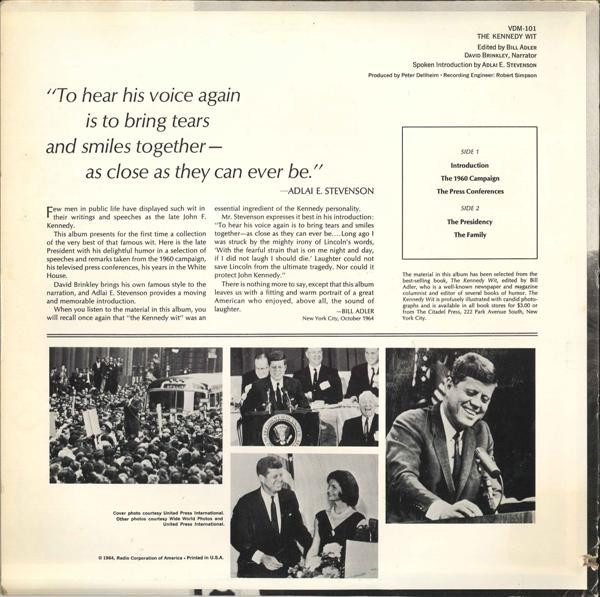 VDM-101
THE KENNEDY WIT
Edited by BILL ADLER
DAVID BRINKLEY, Narrator
Spoken Introduction by ADLAI E. STEVENSON
Produced by Peter Dellheim • Recording Engineer: Robert Simpson
"To hear his voice again
is to bring tears
and smiles together—
as close as they can ever be."
—ADLAI E. STEVENSON
Few men in public life have displayed such wit in
their writings and speeches as the late John F.
Kennedy.
This album presents for the first time a collection
of the very best of that famous wit. Here is the late
President with his delightful humor in a selection of
speeches and remarks taken from the 1960 campaign,
his televised press conferences, his years in the White
House.
David Brinkley brings his own famous style to the
narration, and Adlai E. Stevenson provides a moving
and memorable introduction.
When you listen to the material in this album, you
will recall once again that "the Kennedy wit" was an
essential ingredient of the Kennedy personality.
Mr. Stevenson expresses it best in his introduction:
"To hear his voice again is to bring tears and smiles
together—as close as they can ever be. . . . Long ago I
was struck by the mighty irony of Lincoln's words,
'With the fearful strain that is on me night and day,
if I did not laugh I should die.' Laughter could not
save Lincoln from the ultimate tragedy. Nor could it
protect John Kennedy."
There is nothing more to say, except that this album
leaves us with a fitting and warm portrait of a great
American who enjoyed, above all, the sound of
laughter.
—BILL ADLER
New York City, October 1964
SIDE 1
Introduction
The 1960 Campaign
The Press Conferences
SIDE 2
The Presidency
The Family
The material in this album has been selected from the
best-selling book, The Kennedy Wit, edited by Bill
Adler, who is a well-known newspaper and magazine
columnist and editor of several books of humor. The
Kennedy Wit is profusely illustrated with candid photo-
graphs and is available in all book stores for $3.00 or
from The Citadel Press, 222 Park Avenue South, New
York City.
Cover photo courtesy United Press International.
Other photos courtesy Wide World Photos and
United Press International.
© 1964, Radio Corporation of America • Printed in U.S.A.